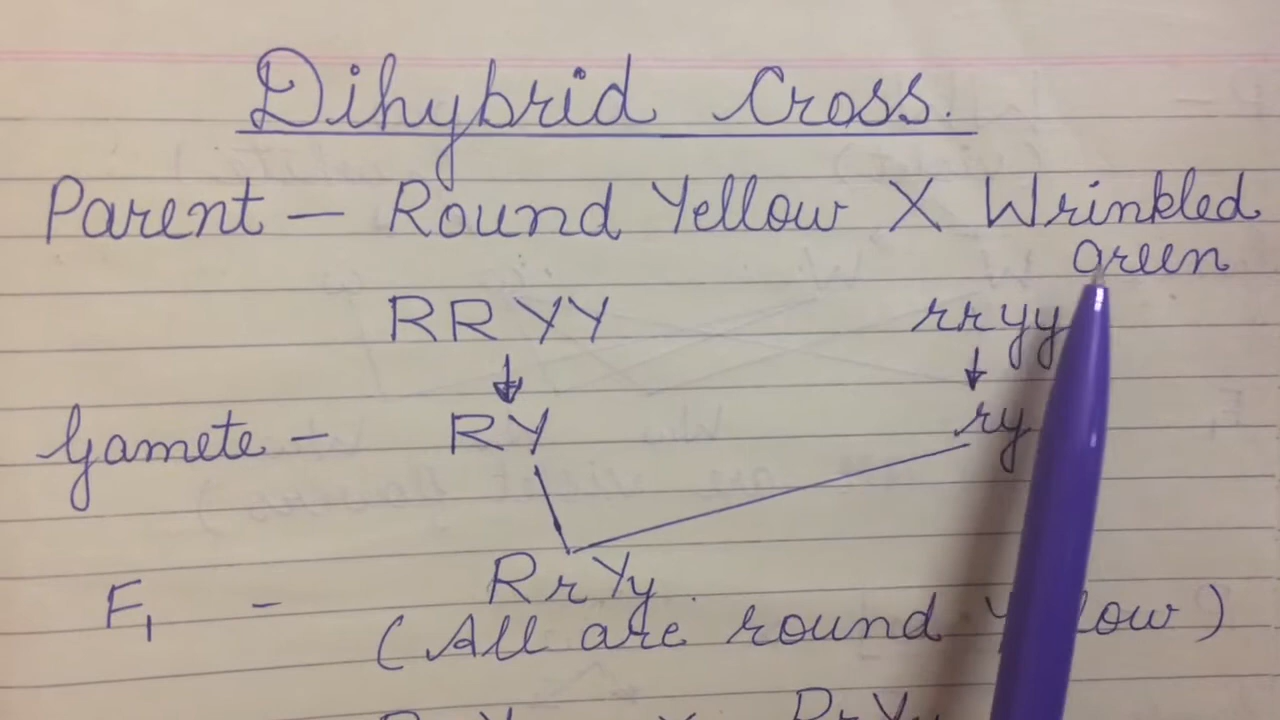 Dihybrid Cross.
Parent — Round Yellow X Wrinkled
green
RRYY rryy
Gamete — RY ry
F1 - RrYy
(All are round